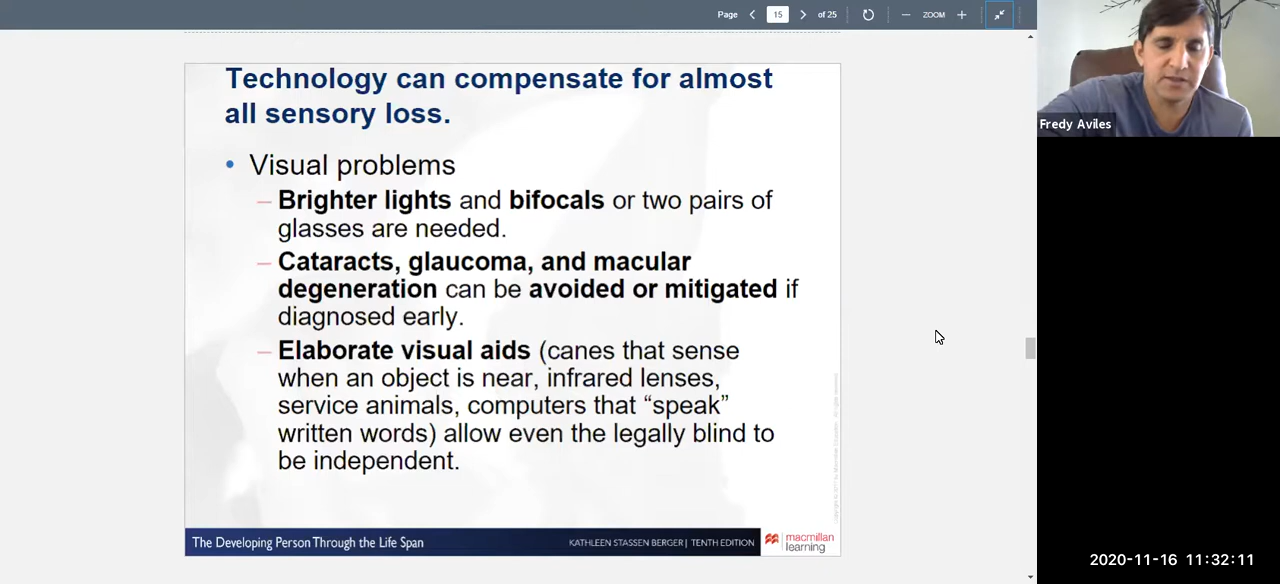 Page 15 of 25 ZOOM
Technology can compensate for almost
all sensory loss.
• Visual problems
– Brighter lights and bifocals or two pairs of
glasses are needed.
– Cataracts, glaucoma, and macular
degeneration can be avoided or mitigated if
diagnosed early.
– Elaborate visual aids (canes that sense
when an object is near, infrared lenses,
service animals, computers that “speak”
written words) allow even the legally blind to
be independent.
The Developing Person Through the Life Span
KATHLEEN STASSEN BERGER | TENTH EDITION
macmillan
learning
Fredy Aviles
2020-11-16 11:32:11